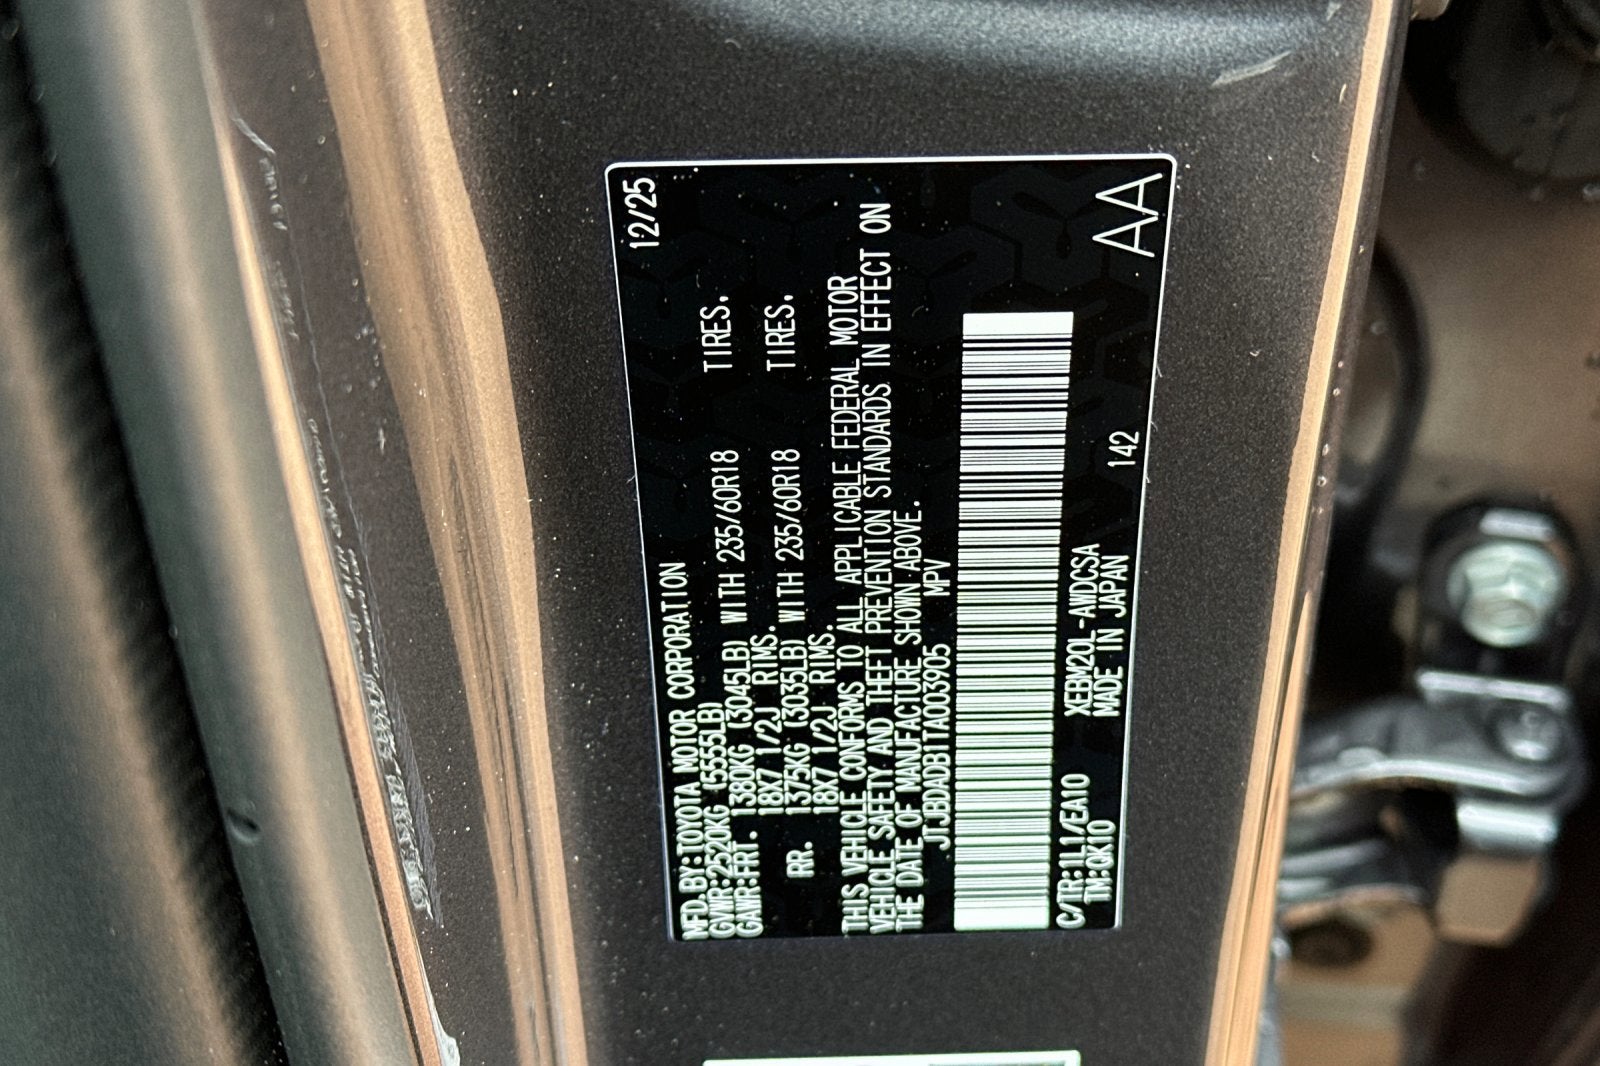 12/25
MFD. BY:TOYOTA MOTOR CORPORATION
GVWR:2520KG (5555LB)
GAWR:FRT. 1380KG (3045LB) WITH 235/60R18 TIRES.
18X7 1/2J RIMS.
RR. 1375KG (3035LB) WITH 235/60R18 TIRES.
18X7 1/2J RIMS.
THIS VEHICLE CONFORMS TO ALL APPLICABLE FEDERAL MOTOR
VEHICLE SAFETY AND THEFT PREVENTION STANDARDS IN EFFECT ON
THE DATE OF MANUFACTURE SHOWN ABOVE.
JTJBDADB1TA003905 MPV
C/TR:1L1/EA10 XEBM20L-AWDCSA 142 AA
TM:QK10 MADE IN JAPAN